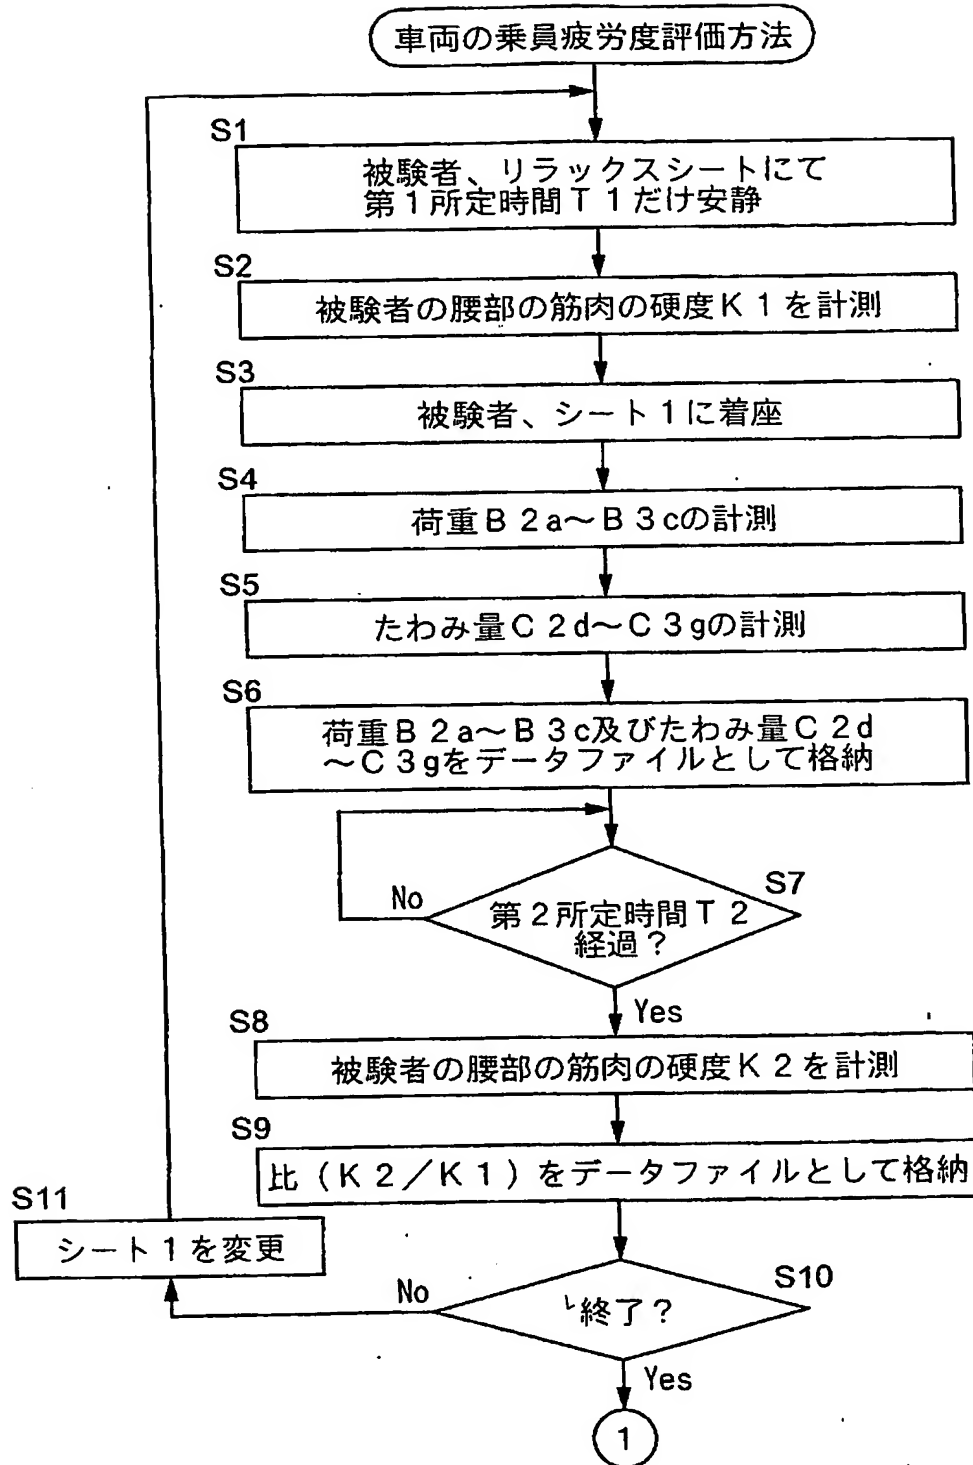 車両の乗員疲労度評価方法
S1
被験者、リラックスシートにて
第1所定時間T1だけ安静
S2
被験者の腰部の筋肉の硬度K1を計測
S3
被験者、シート1に着座
S4
荷重B2a～B3cの計測
S5
たわみ量C2d～C3gの計測
S6
荷重B2a～B3c及びたわみ量C2d
～C3gをデータファイルとして格納
S7
No
第2所定時間T2
経過？
Yes
S8
被験者の腰部の筋肉の硬度K2を計測
S9
比（K2／K1）をデータファイルとして格納
S11
シート1を変更
No
S10
終了？
Yes
1